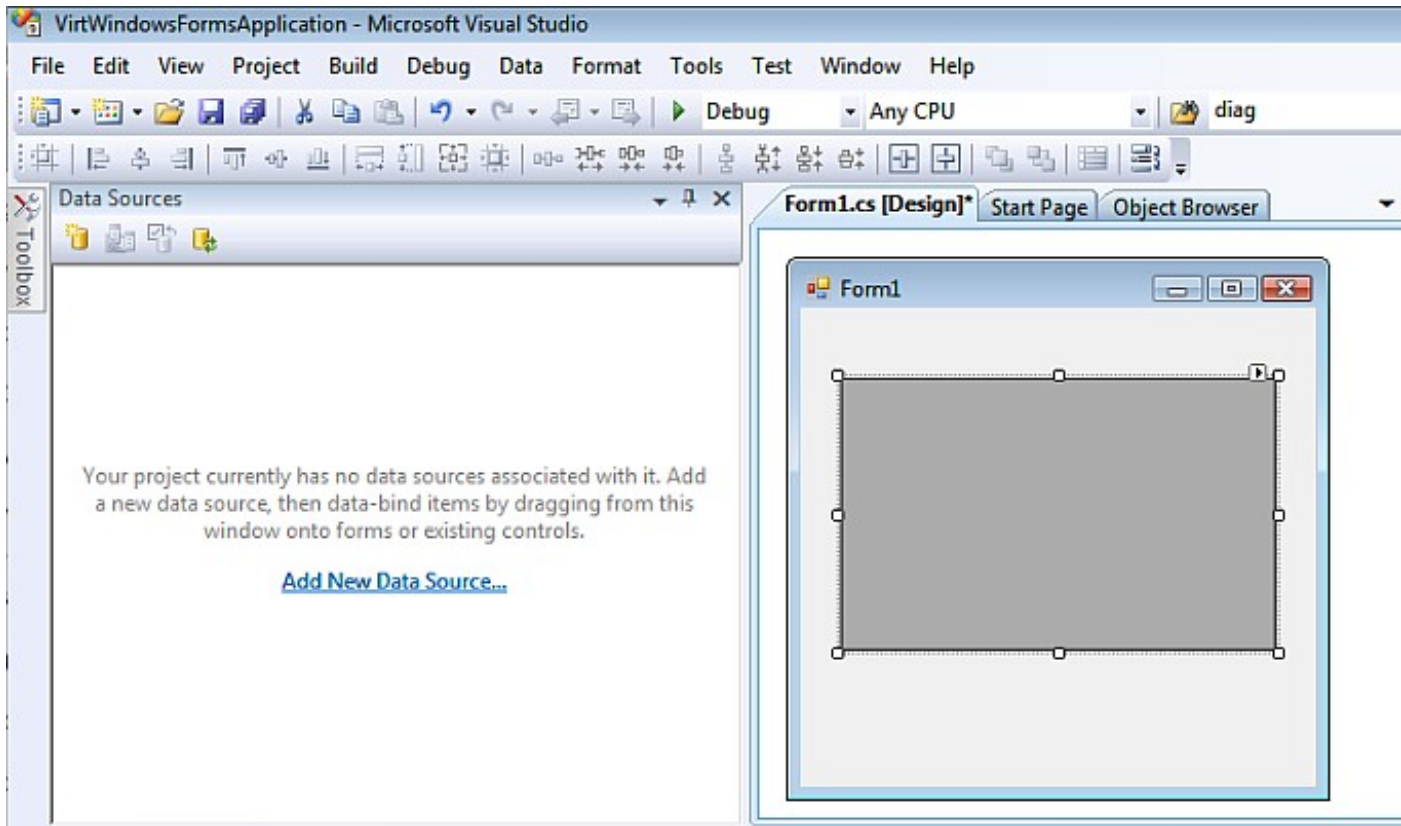 VirtWindowsFormsApplication - Microsoft Visual Studio
File Edit View Project Build Debug Data Format Tools Test Window Help
Debug Any CPU diag
Toolbox
Data Sources
Form1.cs [Design]* Start Page Object Browser
Form1
Your project currently has no data sources associated with it. Add
a new data source, then data-bind items by dragging from this
window onto forms or existing controls.
Add New Data Source...